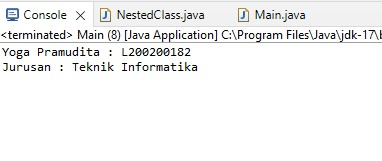 Console NestedClass.java Main.java
<terminated> Main (8) [Java Application] C:\Program Files\Java\jdk-17\
Yoga Pramudita : L200200182
Jurusan : Teknik Informatika